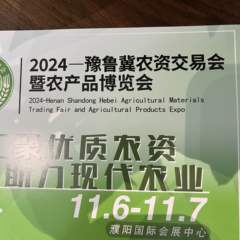 2024—豫鲁冀农资交易会
暨农产品博览会
2024-Henan Shandong Hebei Agricultural Materials
Trading Fair and Agricultural Products Expo
聚优质农资
助力现代农业
11.6-11.7
濮阳国际会展中心